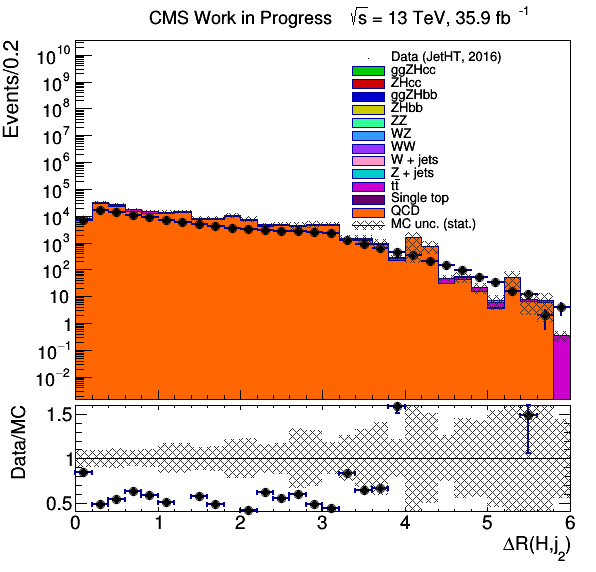 CMS Work in Progress √s = 13 TeV, 35.9 fb⁻¹
Events/0.2
10¹⁰
10⁹
10⁸
10⁷
10⁶
10⁵
10⁴
10³
10²
10
1
10⁻¹
10⁻²
Data (JetHT, 2016)
ggZHcc
ZHcc
ggZHbb
ZHbb
ZZ
WZ
WW
W + jets
Z + jets
tt̄
Single top
QCD
MC unc. (stat.)
Data/MC
1.5
1
0.5
0 1 2 3 4 5 6
ΔR(H,j₂)